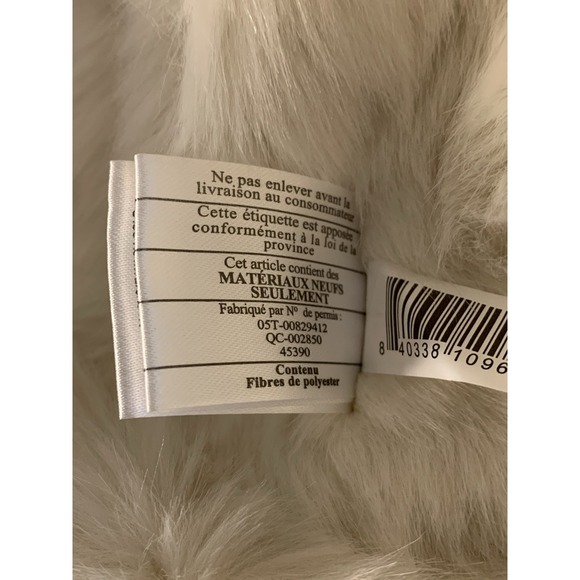 Ne pas enlever avant la
livraison au consommateur
Cette étiquette est apposée
conformément à la loi de la
province
Cet article contient des
MATÉRIAUX NEUFS
SEULEMENT
Fabriqué par Nº de permis :
05T-00829412
QC-002850
45390
Contenu
Fibres de polyester
8 40338 1096